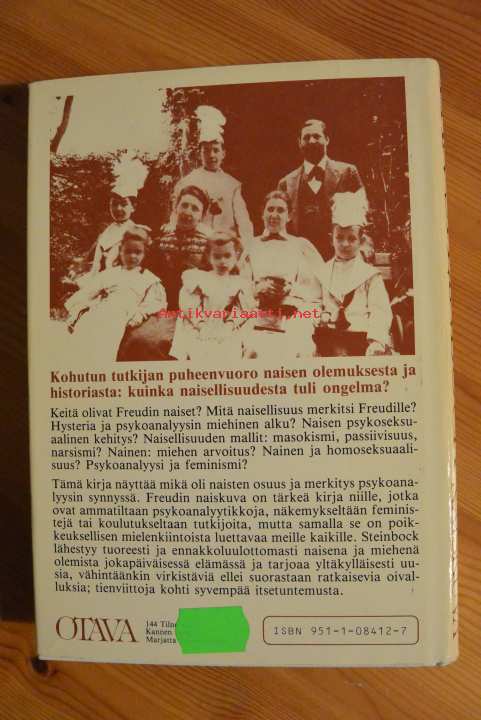 antikvariaatti.net
Kohutun tutkijan puheenvuoro naisen olemuksesta ja
historiasta: kuinka naisellisuudesta tuli ongelma?
Keitä olivat Freudin naiset? Mitä naisellisuus merkitsi Freudille?
Hysteria ja psykoanalyysin miehinen alku? Naisen psykoseksu-
aalinen kehitys? Naisellisuuden mallit: masokismi, passiivisuus,
narsismi? Nainen: miehen arvoitus? Nainen ja homoseksuaali-
suus? Psykoanalyysi ja feminismi?
Tämä kirja näyttää mikä oli naisten osuus ja merkitys psykoana-
lyysin synnyssä. Freudin naiskuva on tärkeä kirja niille, jotka
ovat ammatiltaan psykoanalyytikkoja, näkemykseltään feminis-
tejä tai koulutukseltaan tutkijoita, mutta samalla se on poik-
keuksellisen mielenkiintoista luettavaa meille kaikille. Steinbock
lähestyy tuoreesti ja ennakkoluulottomasti naisena ja miehenä
olemista jokapäiväisessä elämässä ja tarjoaa yltäkylläisesti uu-
sia, vähintäänkin virkistäviä ellei suorastaan ratkaisevia oival-
luksia; tienviittoja kohti syvempää itsetuntemusta.
OTAVA
144
Kannen
Marjatta
ISBN 951-1-08412-7